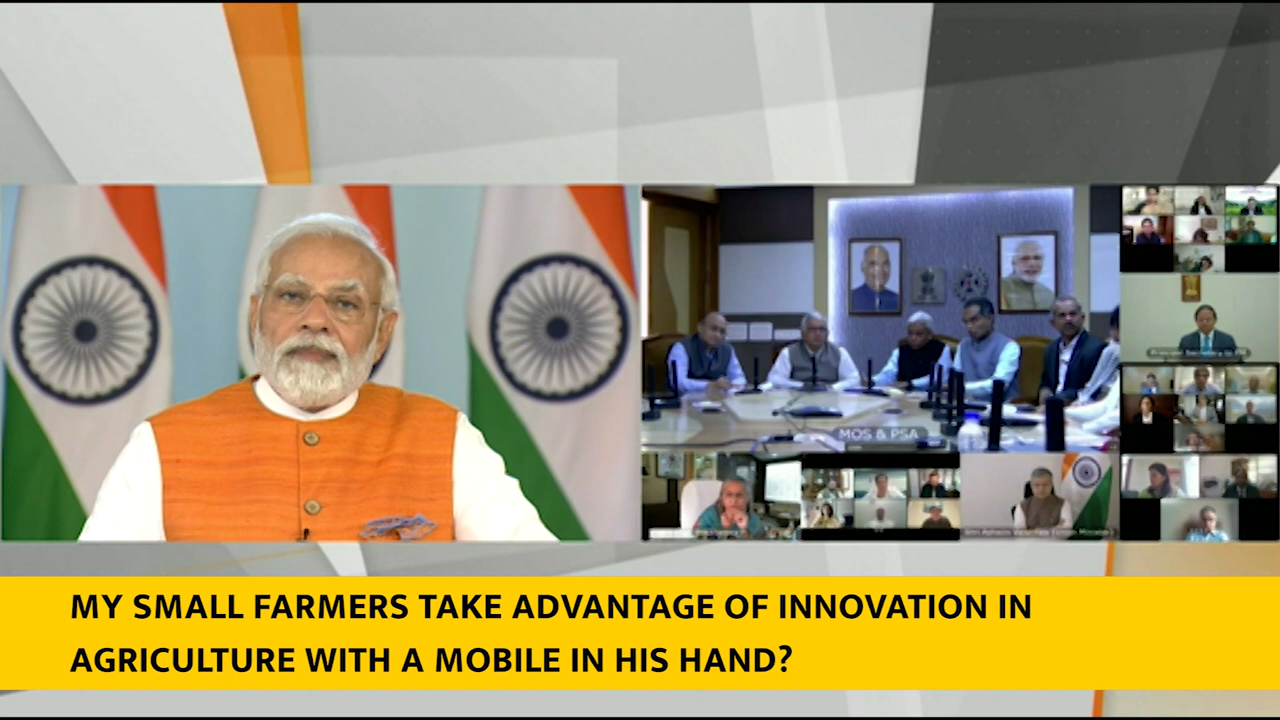 MOS & PSA
MY SMALL FARMERS TAKE ADVANTAGE OF INNOVATION IN
AGRICULTURE WITH A MOBILE IN HIS HAND?